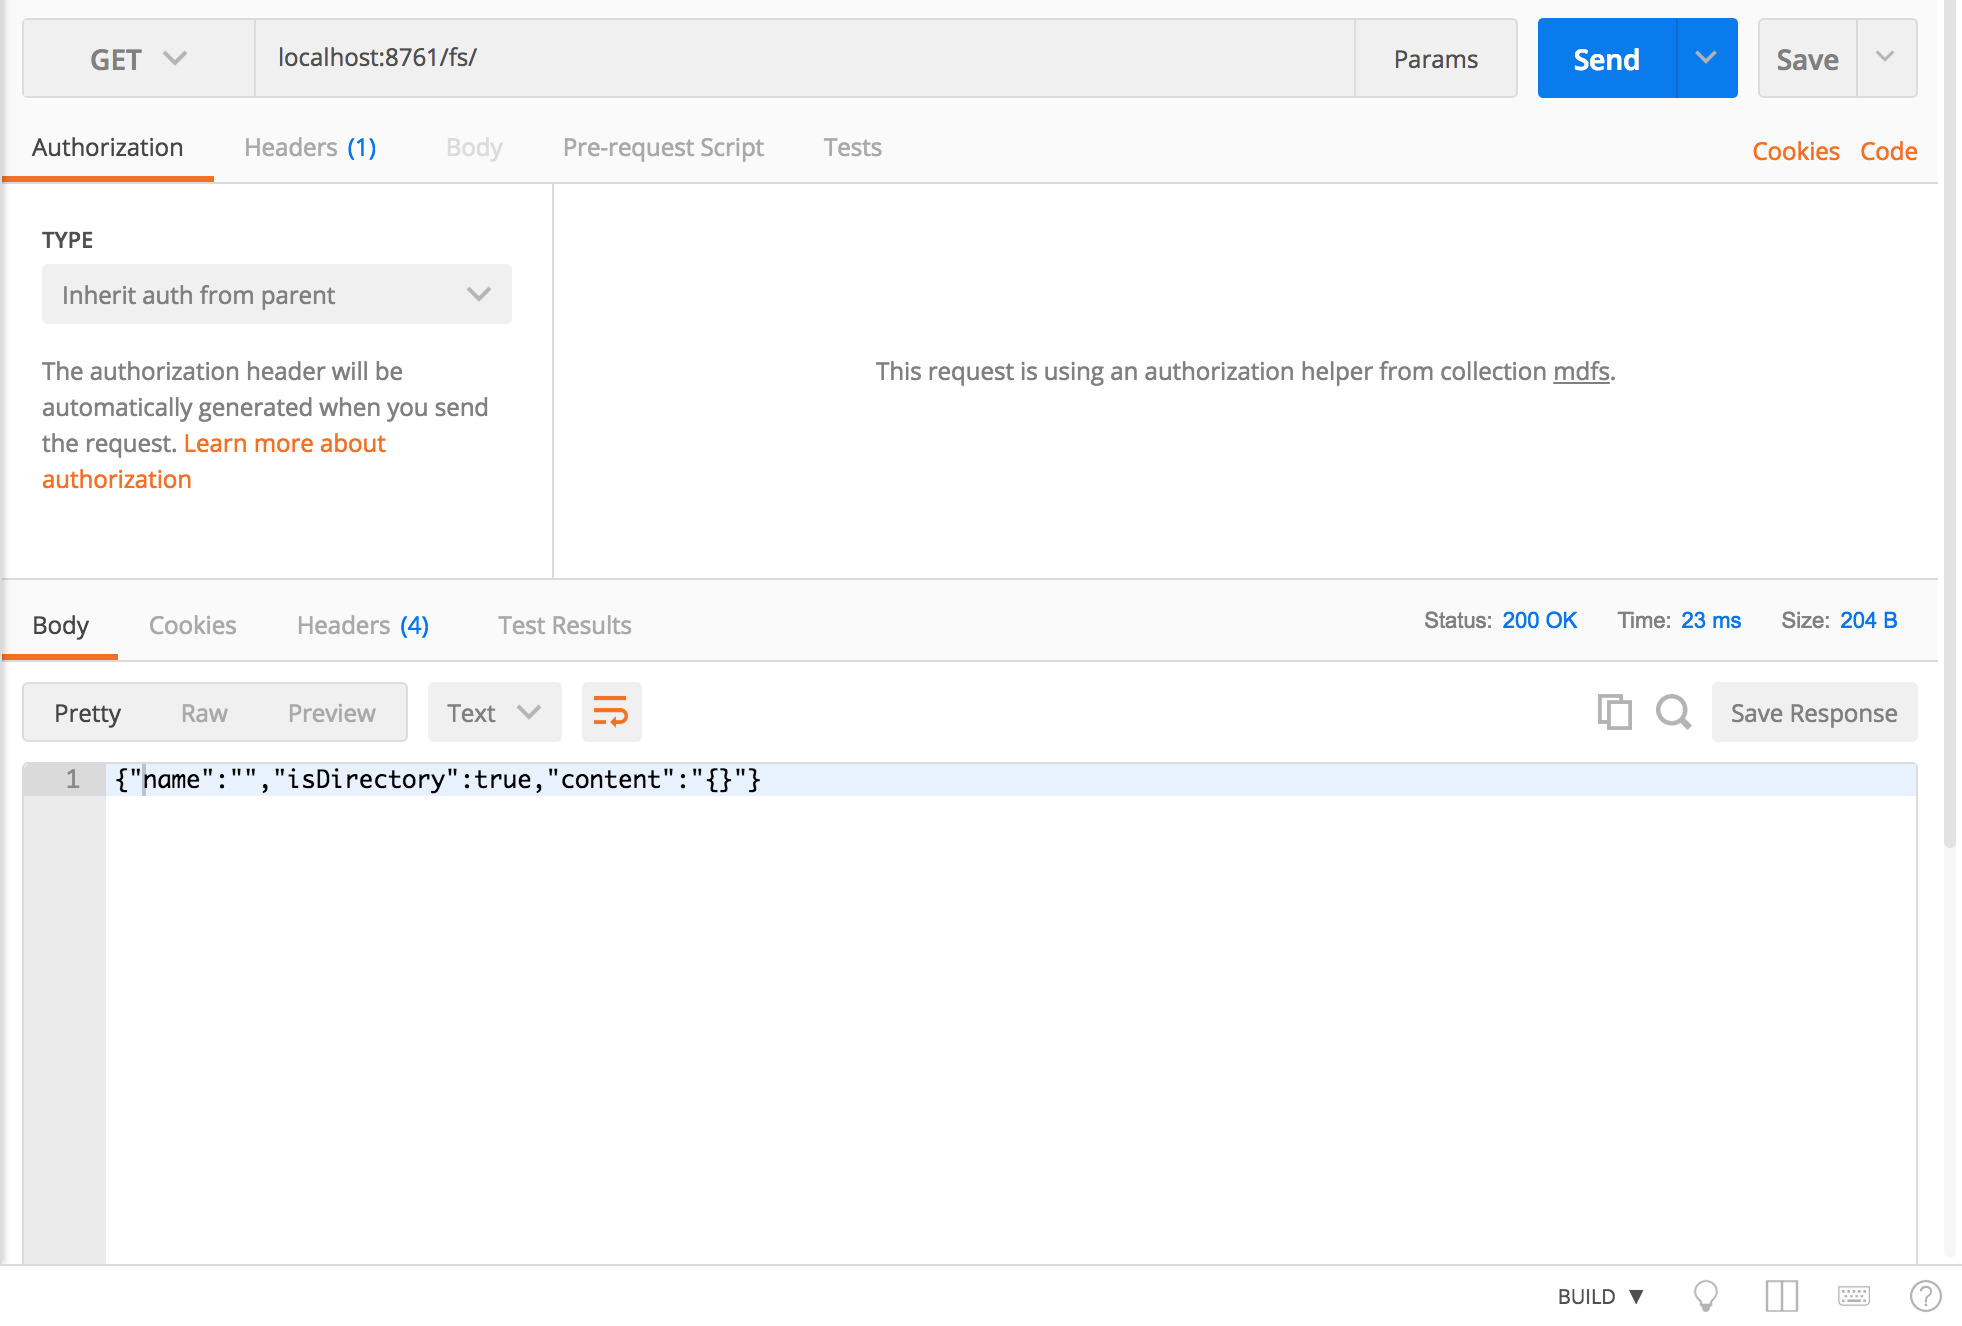 GET localhost:8761/fs/ Params Send Save
Authorization Headers (1) Body Pre-request Script Tests Cookies Code
TYPE
Inherit auth from parent
The authorization header will be
automatically generated when you send
the request. Learn more about
authorization
This request is using an authorization helper from collection mdfs.
Body Cookies Headers (4) Test Results Status: 200 OK Time: 23 ms Size: 204 B
Pretty Raw Preview Text Save Response
1 {"name":"","isDirectory":true,"content":"{}"}
BUILD ▼